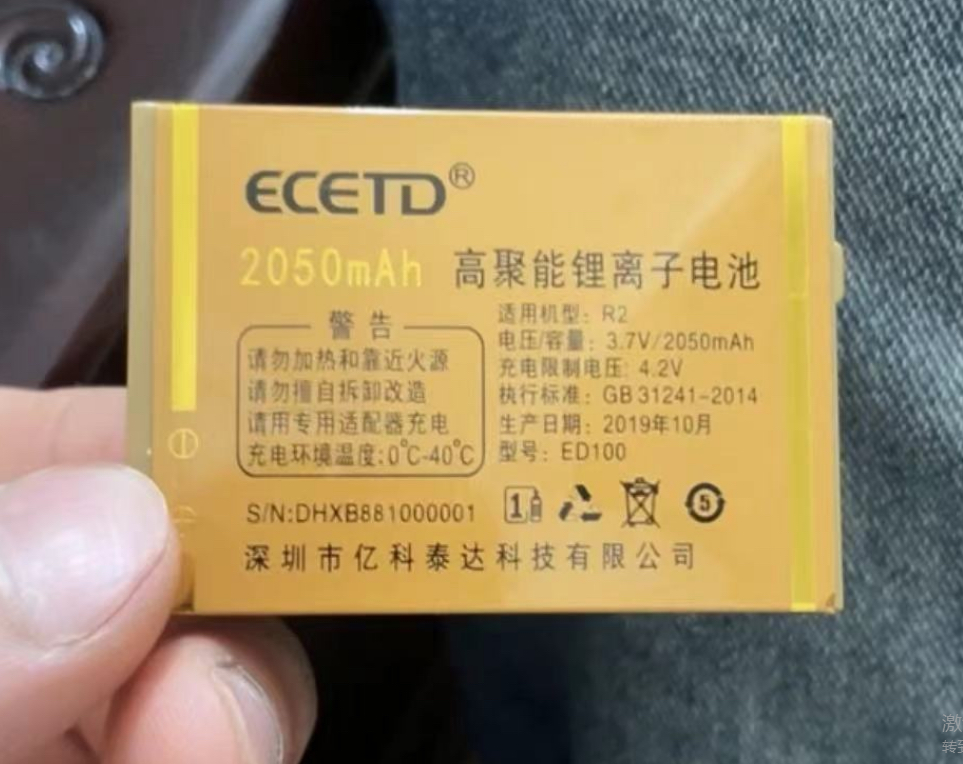 ECETD®
2050mAh 高聚能锂离子电池
警告
请勿加热和靠近火源
请勿擅自拆卸改造
请用专用适配器充电
充电环境温度:0℃-40℃
适用机型: R2
电压/容量: 3.7V/2050mAh
充电限制电压: 4.2V
执行标准: GB 31241-2014
生产日期: 2019年10月
型号: ED100
S/N:DHXB881000001
1
5
深圳市亿科泰达科技有限公司
激